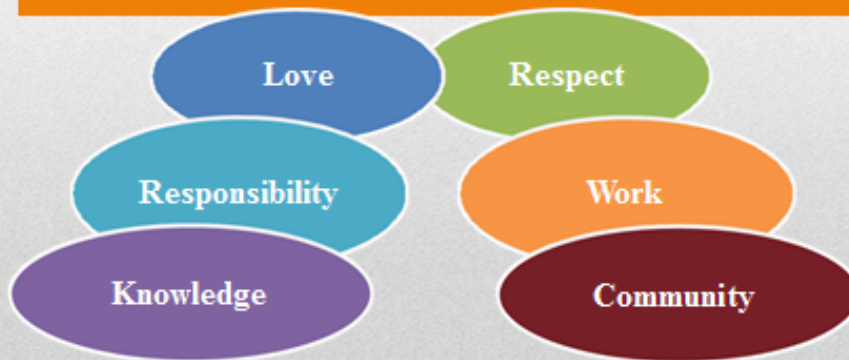 Love
Respect
Responsibility
Work
Knowledge
Community